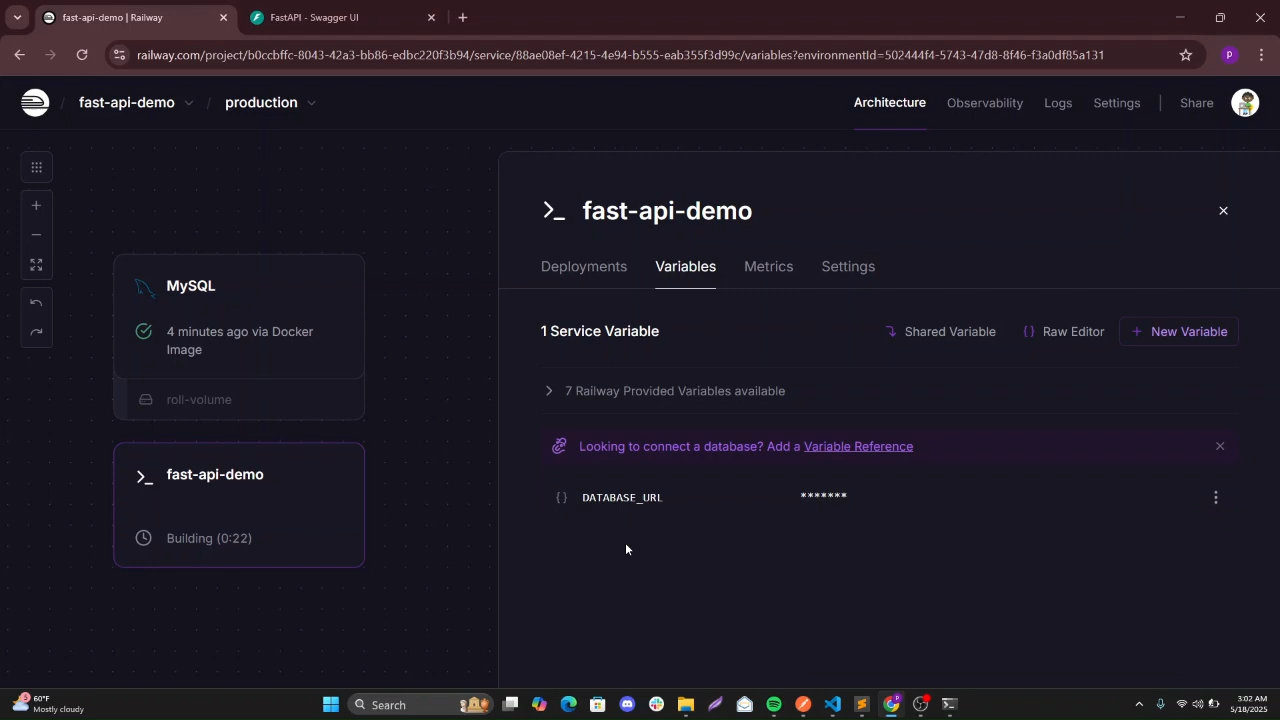 fast-api-demo | Railway
FastAPI - Swagger UI
railway.com/project/b0ccbffc-8043-42a3-bb86-edbc220f3b94/service/88ae08ef-4215-4e94-b555-eab355f3d99c/variables?environmentId=502444f4-5743-47d8-8f46-f3a0df85a131
P
/ fast-api-demo / production
Architecture Observability Logs Settings Share
fast-api-demo
Deployments Variables Metrics Settings
MySQL
4 minutes ago via Docker
Image
roll-volume
1 Service Variable
Shared Variable {} Raw Editor + New Variable
7 Railway Provided Variables available
Looking to connect a database? Add a Variable Reference
{} DATABASE_URL *******
fast-api-demo
Building (0:22)
5
60°F
Mostly cloudy
Search
3:02 AM
5/18/2025